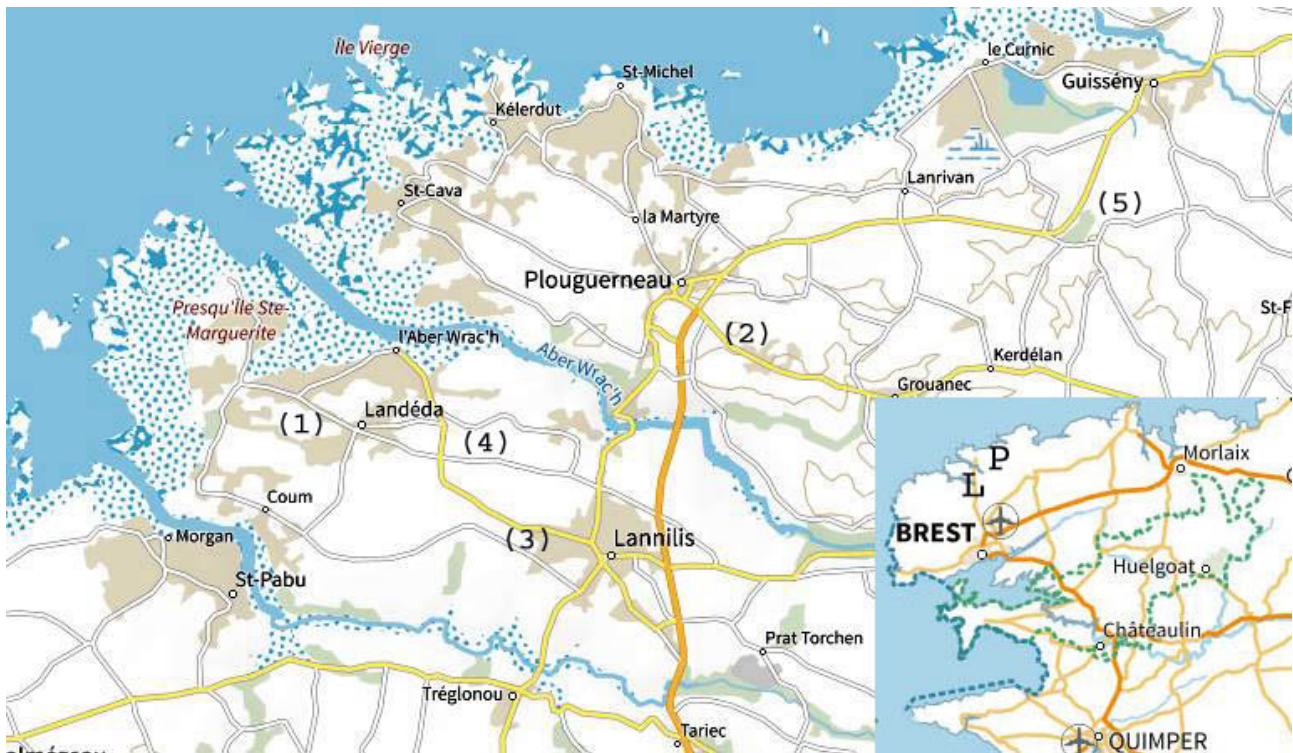 Île Vierge
le Curnic
St-Michel
Guissény
Kélerdut
Lanrivan
St-Cava
(5)
la Martyre
Plouguerneau
Presqu'Île Ste-
Marguerite
St-F
l'Aber Wrac'h
Aber Wrac'h
(2)
Kerdélan
Grouanec
(1)
Landéda
(4)
Coum
Morgan
(3)
Lannilis
St-Pabu
Prat Torchen
Tréglonou
Tariec
P
L
Morlaix
BREST
Huelgoat
Châteaulin
QUIMPER